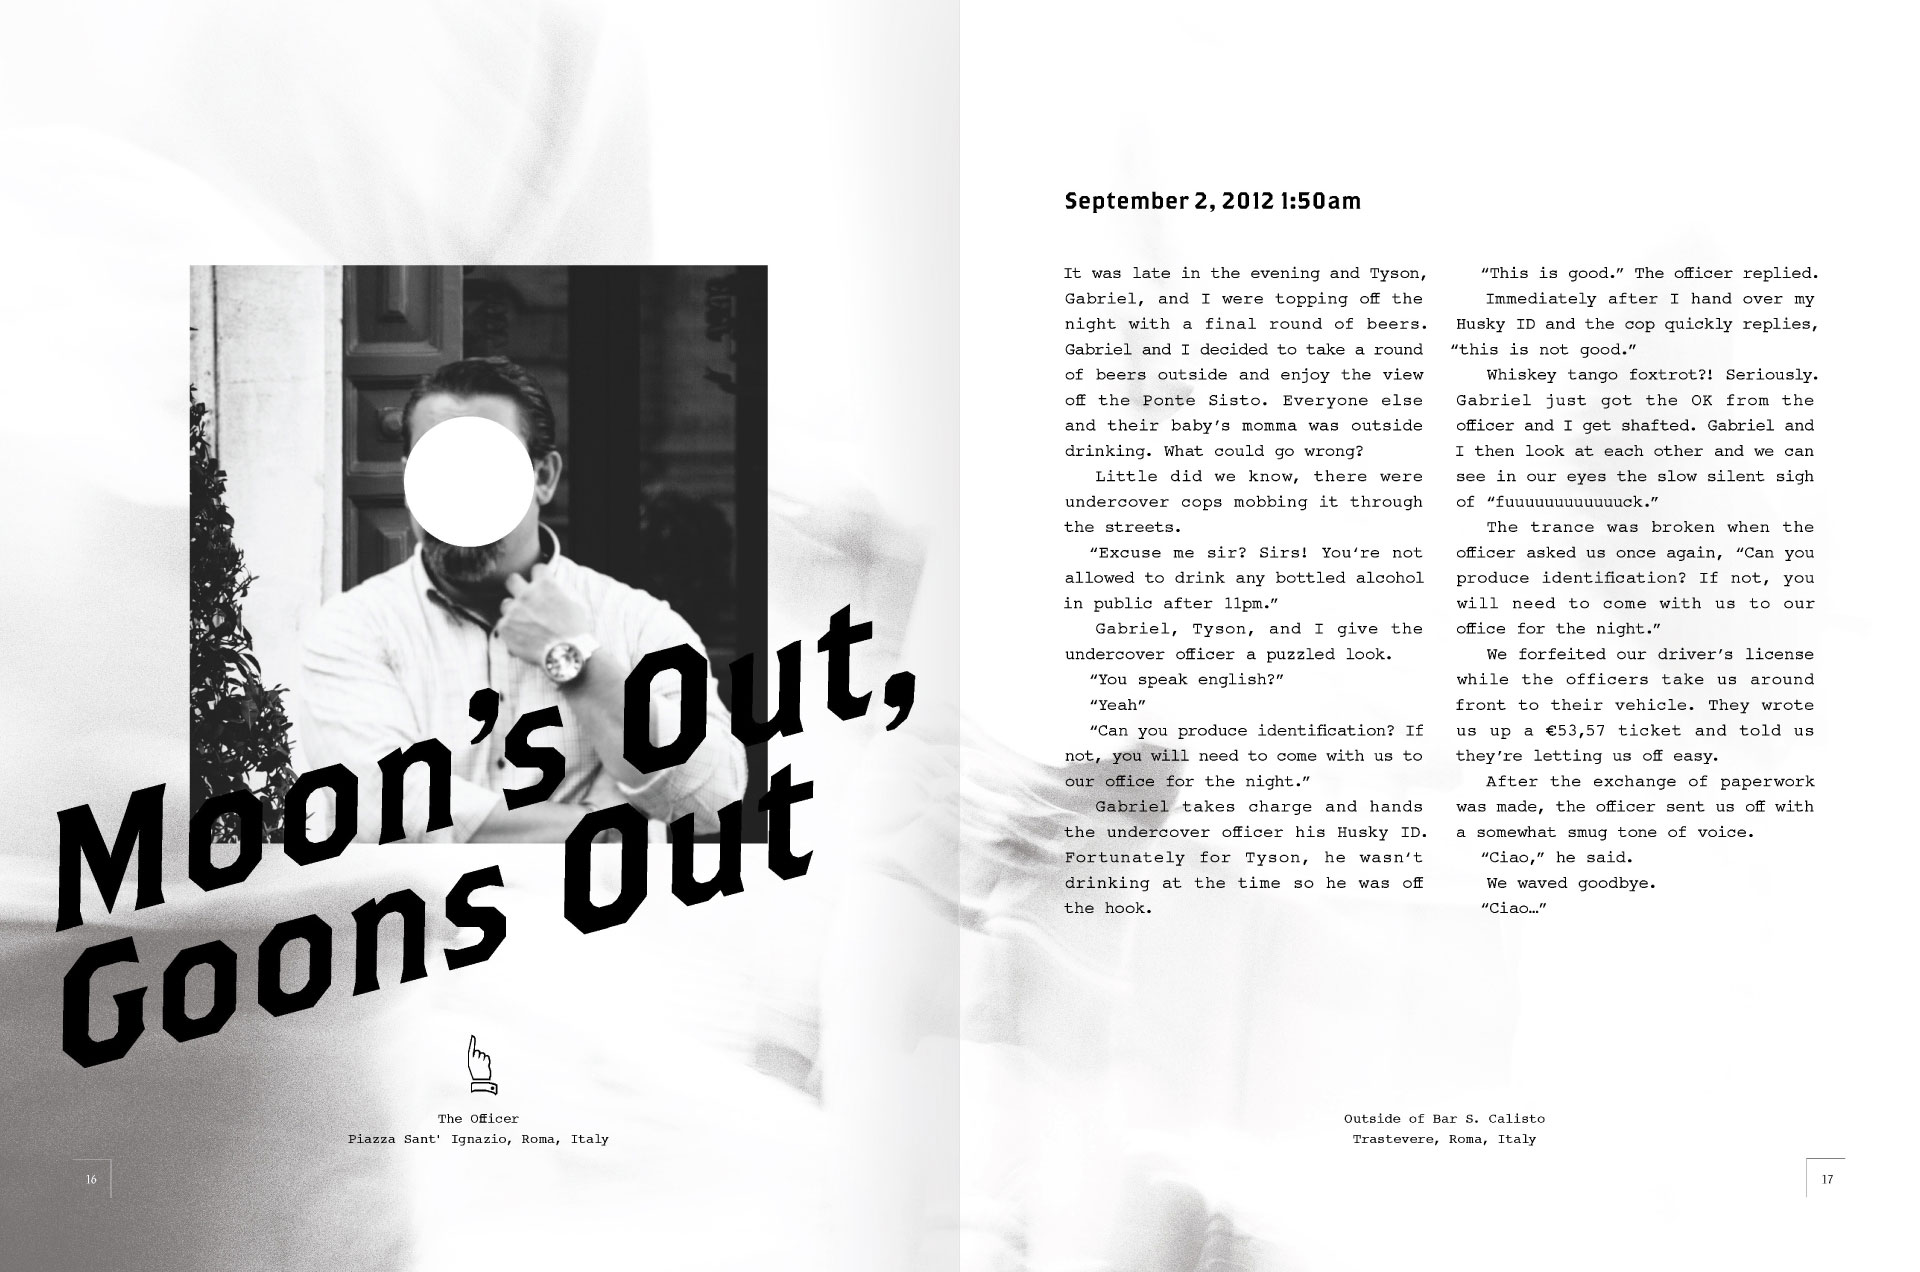 Moon’s Out,
Goons Out
The Officer
Piazza Sant' Ignazio, Roma, Italy
16
September 2, 2012 1:50am
It was late in the evening and Tyson,
Gabriel, and I were topping off the
night with a final round of beers.
Gabriel and I decided to take a round
of beers outside and enjoy the view
off the Ponte Sisto. Everyone else
and their baby’s momma was outside
drinking. What could go wrong?
Little did we know, there were
undercover cops mobbing it through
the streets.
“Excuse me sir? Sirs! You‘re not
allowed to drink any bottled alcohol
in public after 11pm.”
Gabriel, Tyson, and I give the
undercover officer a puzzled look.
“You speak english?”
“Yeah”
“Can you produce identification? If
not, you will need to come with us to
our office for the night.”
Gabriel takes charge and hands
the undercover officer his Husky ID.
Fortunately for Tyson, he wasn‘t
drinking at the time so he was off
the hook.
“This is good.” The officer replied.
Immediately after I hand over my
Husky ID and the cop quickly replies,
“this is not good.”
Whiskey tango foxtrot?! Seriously.
Gabriel just got the OK from the
officer and I get shafted. Gabriel and
I then look at each other and we can
see in our eyes the slow silent sigh
of “fuuuuuuuuuuuuck.”
The trance was broken when the
officer asked us once again, “Can you
produce identification? If not, you
will need to come with us to our
office for the night.”
We forfeited our driver’s license
while the officers take us around
front to their vehicle. They wrote
us up a €53,57 ticket and told us
they’re letting us off easy.
After the exchange of paperwork
was made, the officer sent us off with
a somewhat smug tone of voice.
“Ciao,” he said.
We waved goodbye.
“Ciao…”
Outside of Bar S. Calisto
Trastevere, Roma, Italy
17